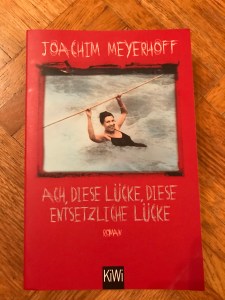 JOACHIM MEYERHOFF
ACH, DIESE LÜCKE, DIESE
ENTSETZLICHE LÜCKE
ROMAN
KiWi